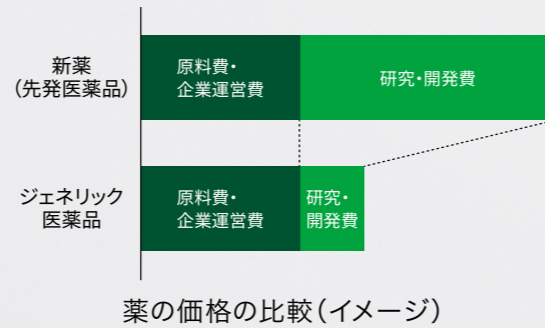 新薬
(先発医薬品)
原料費・
企業運営費
研究・開発費
ジェネリック
医薬品
原料費・
企業運営費
研究・
開発費
薬の価格の比較(イメージ)